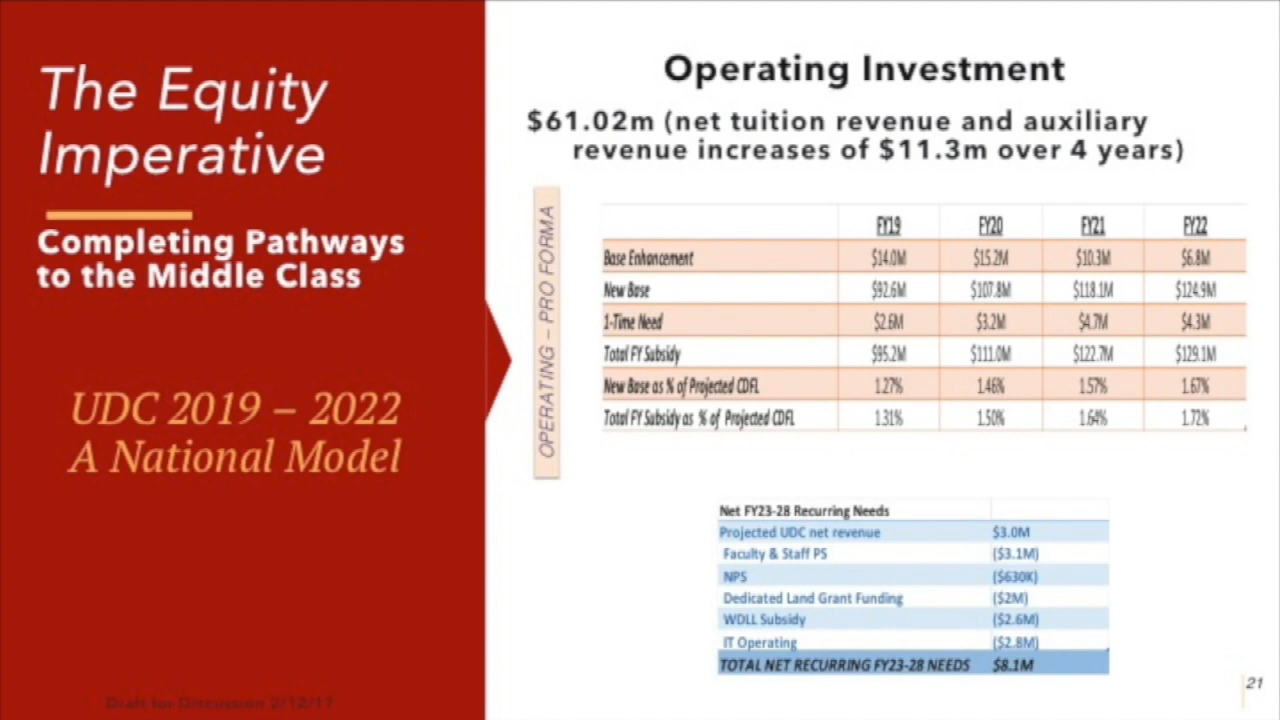 The Equity
Imperative
Completing Pathways
to the Middle Class
UDC 2019 – 2022
A National Model
Operating Investment
$61.02m (net tuition revenue and auxiliary
revenue increases of $11.3m over 4 years)
OPERATING – PRO FORMA
FY19 FY20 FY21 FY22
Base Enhancement $14.0M $15.2M $10.3M $6.8M
New Base $92.6M $107.8M $118.1M $124.9M
1-Time Need $2.6M $3.2M $4.7M $4.3M
Total FY Subsidy $95.2M $111.0M $122.7M $129.1M
New Base as % of Projected CDFL 1.27% 1.46% 1.57% 1.67%
Total FY Subsidy as % of Projected CDFL 1.31% 1.50% 1.64% 1.72%
Net FY23-28 Recurring Needs
Projected UDC net revenue $3.0M
Faculty & Staff PS ($3.1M)
NPS ($630K)
Dedicated Land Grant Funding ($2M)
WDLL Subsidy ($2.6M)
IT Operating ($2.8M)
TOTAL NET RECURRING FY23-28 NEEDS $8.1M
Draft for Discussion 2/12/17
21